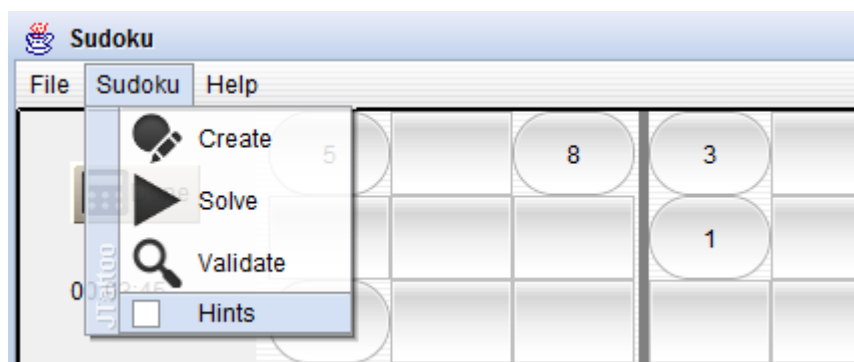 Sudoku
File Sudoku Help
Create
5 8 3
Solve
1
Validate
JTattoo
Hints